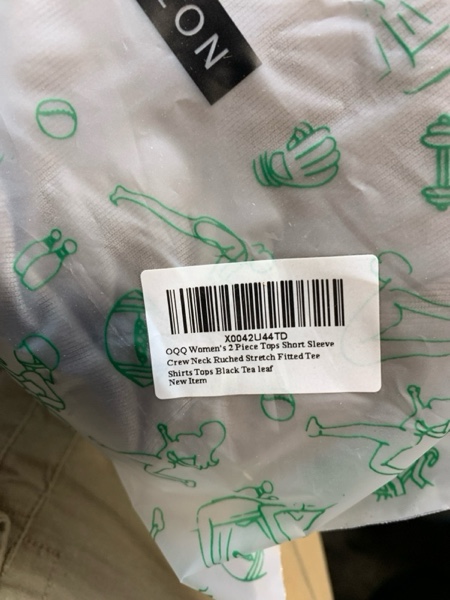 LON
X0042U44TD
OQQ Women's 2 Piece Tops Short Sleeve
Crew Neck Ruched Stretch Fitted Tee
Shirts Tops Black Tea leaf
New Item